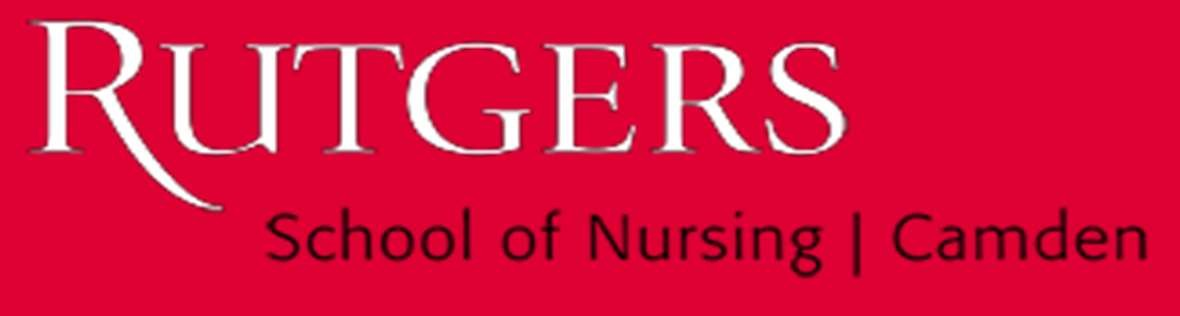 RUTGERS
School of Nursing | Camden